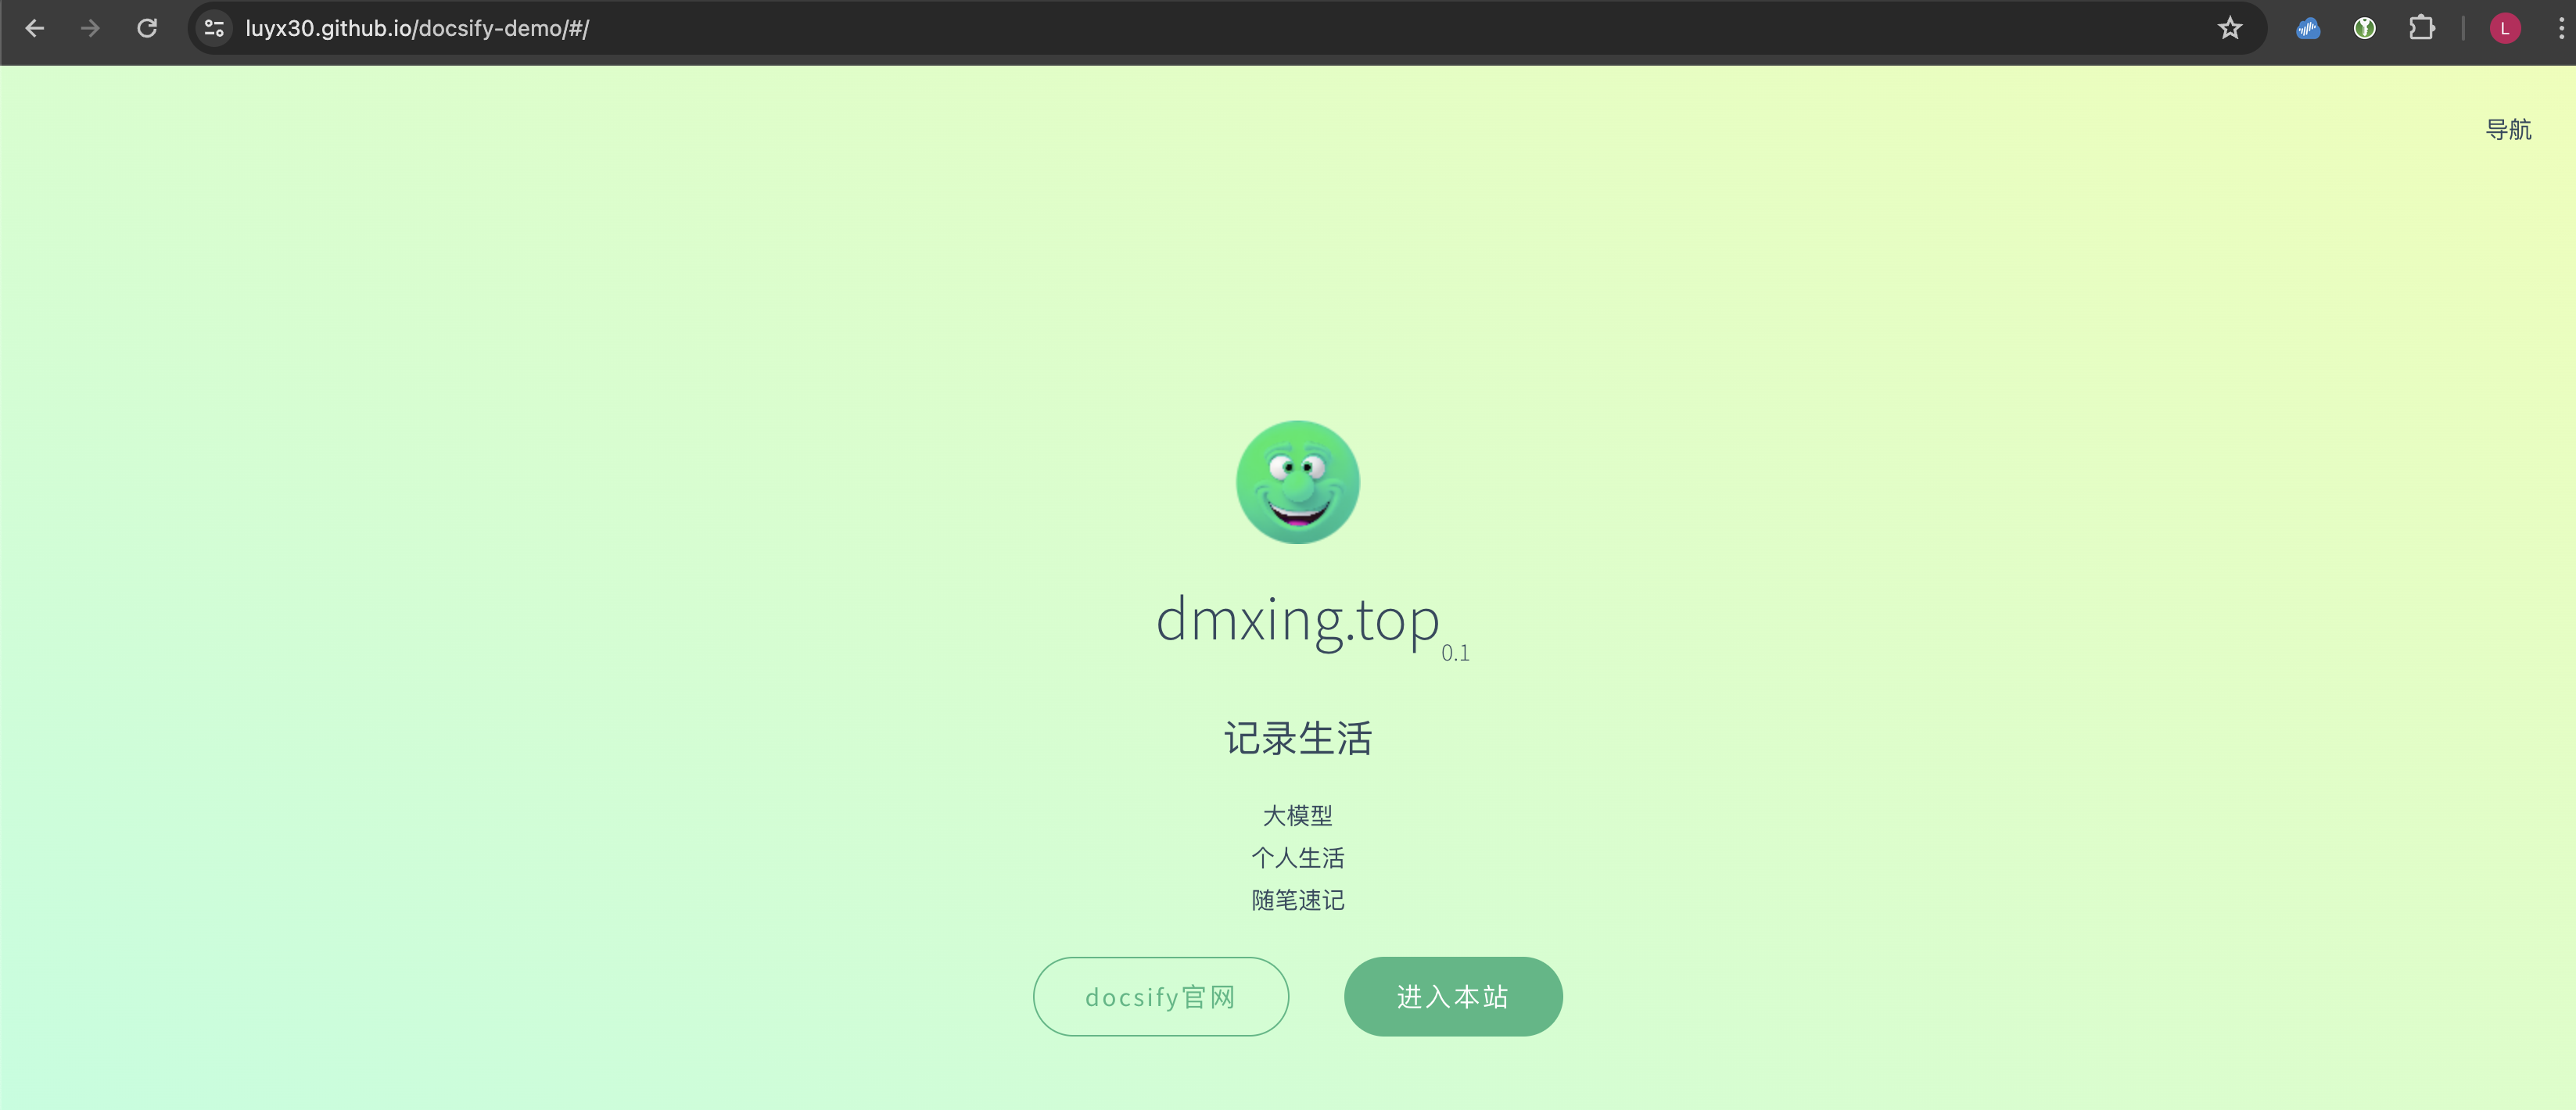 luyx30.github.io/docsify-demo/#/
L
导航
dmxing.top 0.1
记录生活
大模型
个人生活
随笔速记
docsify官网 进入本站